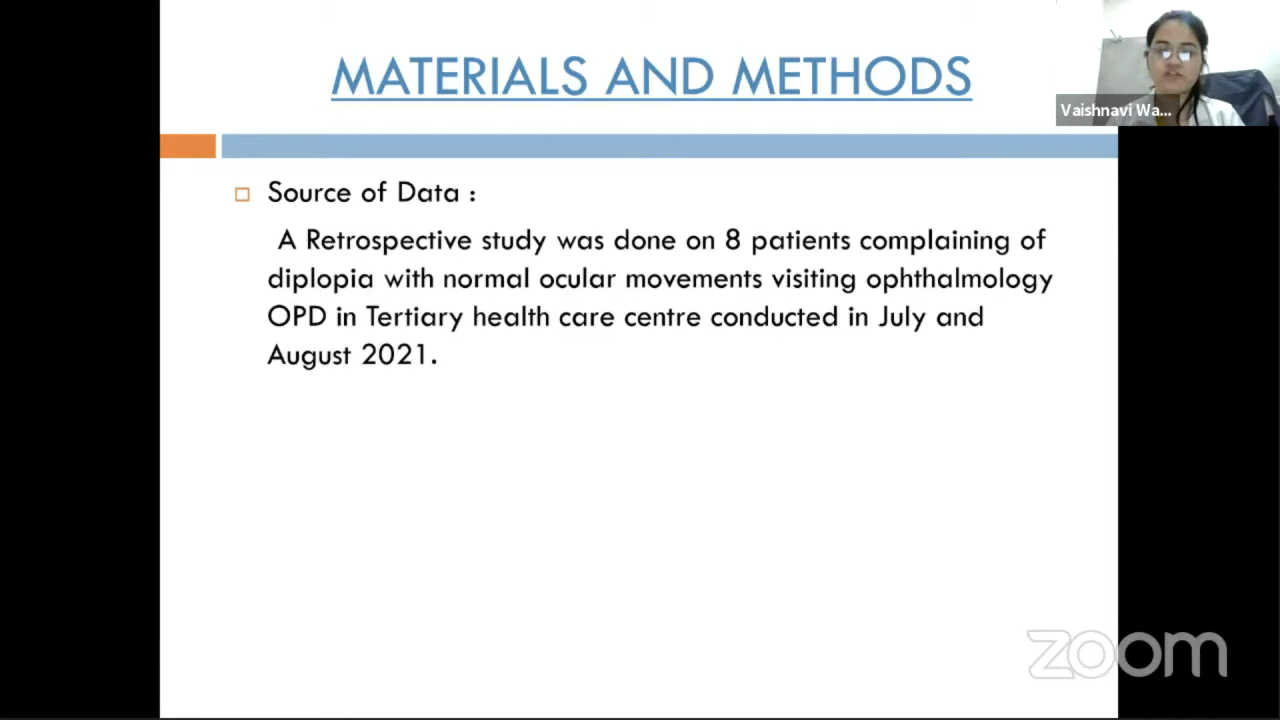 MATERIALS AND METHODS
Vaishnavi Wa...
Source of Data :
A Retrospective study was done on 8 patients complaining of
diplopia with normal ocular movements visiting ophthalmology
OPD in Tertiary health care centre conducted in July and
August 2021.
zoom